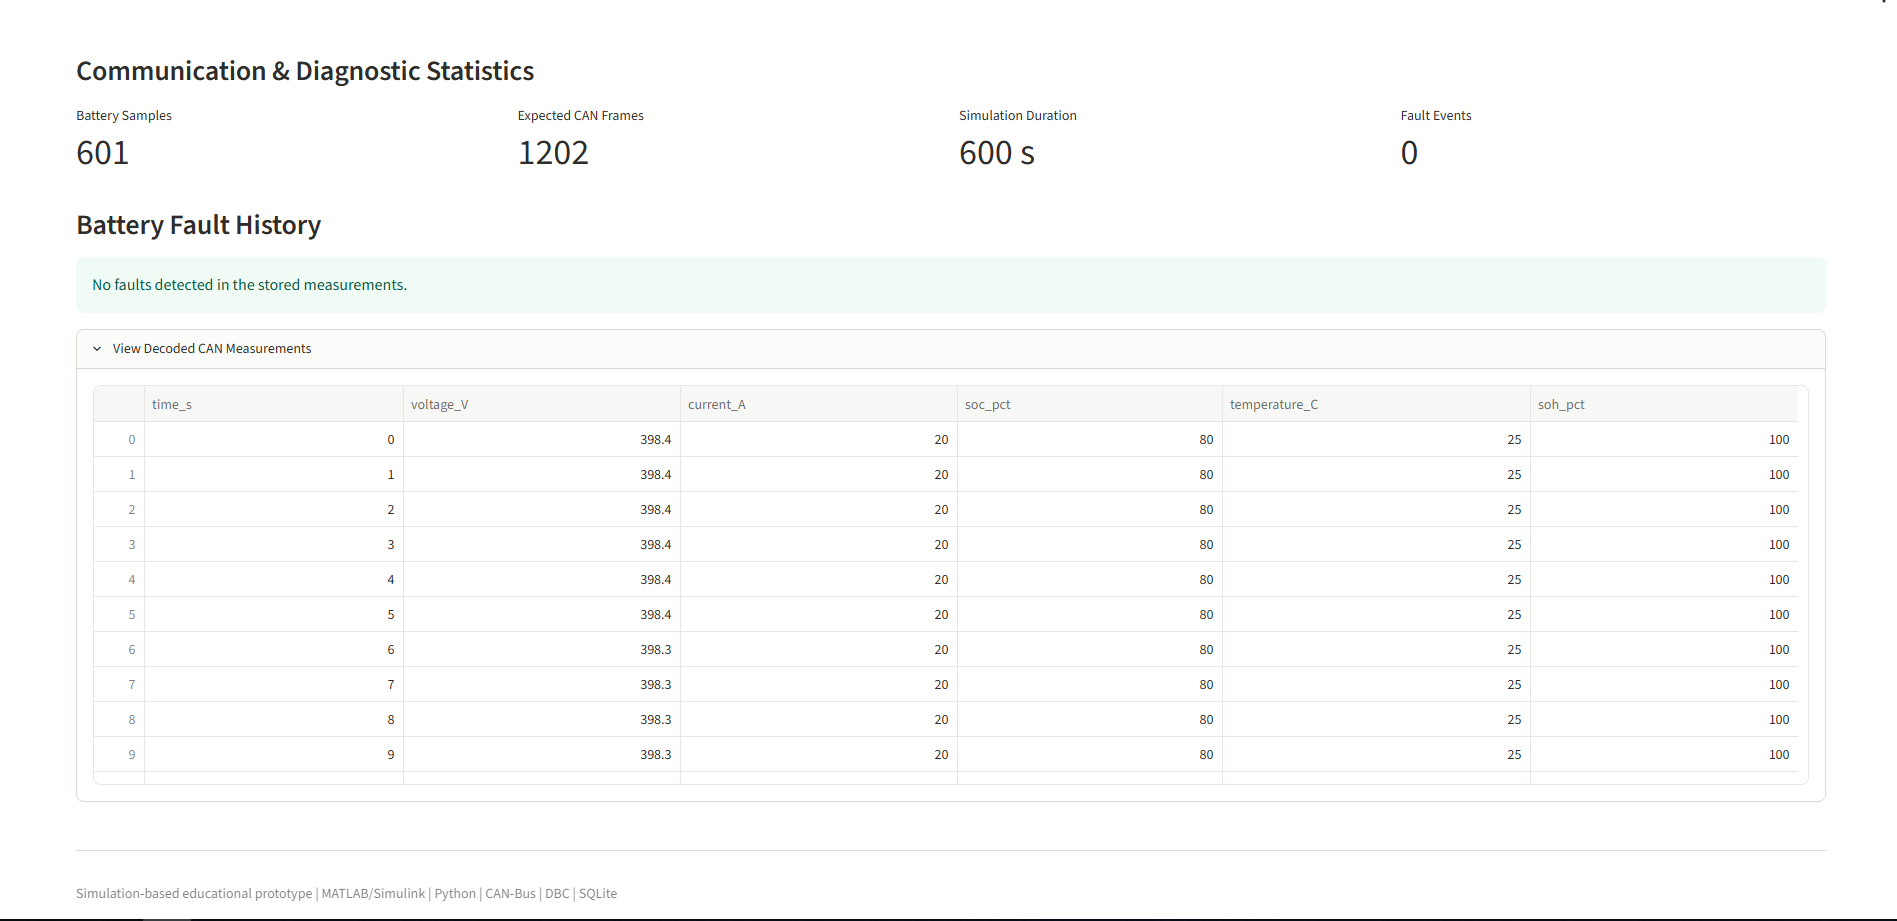 Communication & Diagnostic Statistics
Battery Samples Expected CAN Frames Simulation Duration Fault Events
601 1202 600 s 0
Battery Fault History
No faults detected in the stored measurements.
View Decoded CAN Measurements
time_s voltage_V current_A soc_pct temperature_C soh_pct
0 0 398.4 20 80 25 100
1 1 398.4 20 80 25 100
2 2 398.4 20 80 25 100
3 3 398.4 20 80 25 100
4 4 398.4 20 80 25 100
5 5 398.4 20 80 25 100
6 6 398.3 20 80 25 100
7 7 398.3 20 80 25 100
8 8 398.3 20 80 25 100
9 9 398.3 20 80 25 100
Simulation-based educational prototype | MATLAB/Simulink | Python | CAN-Bus | DBC | SQLite